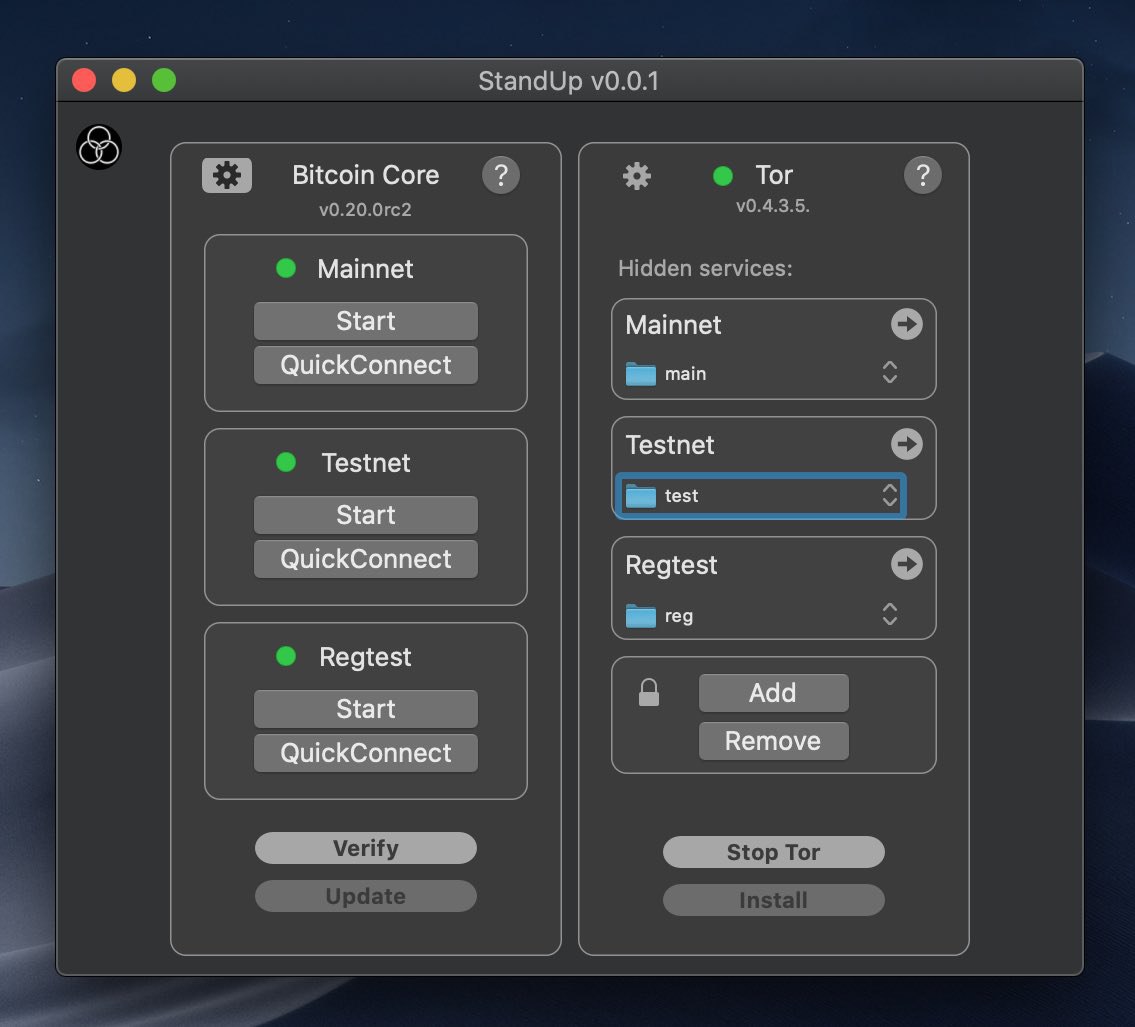 StandUp v0.0.1
Bitcoin Core
?
v0.20.0rc2
Mainnet
Start
QuickConnect
Testnet
Start
QuickConnect
Regtest
Start
QuickConnect
Verify
Update
Tor
?
v0.4.3.5.
Hidden services:
Mainnet
main
Testnet
test
Regtest
reg
Add
Remove
Stop Tor
Install